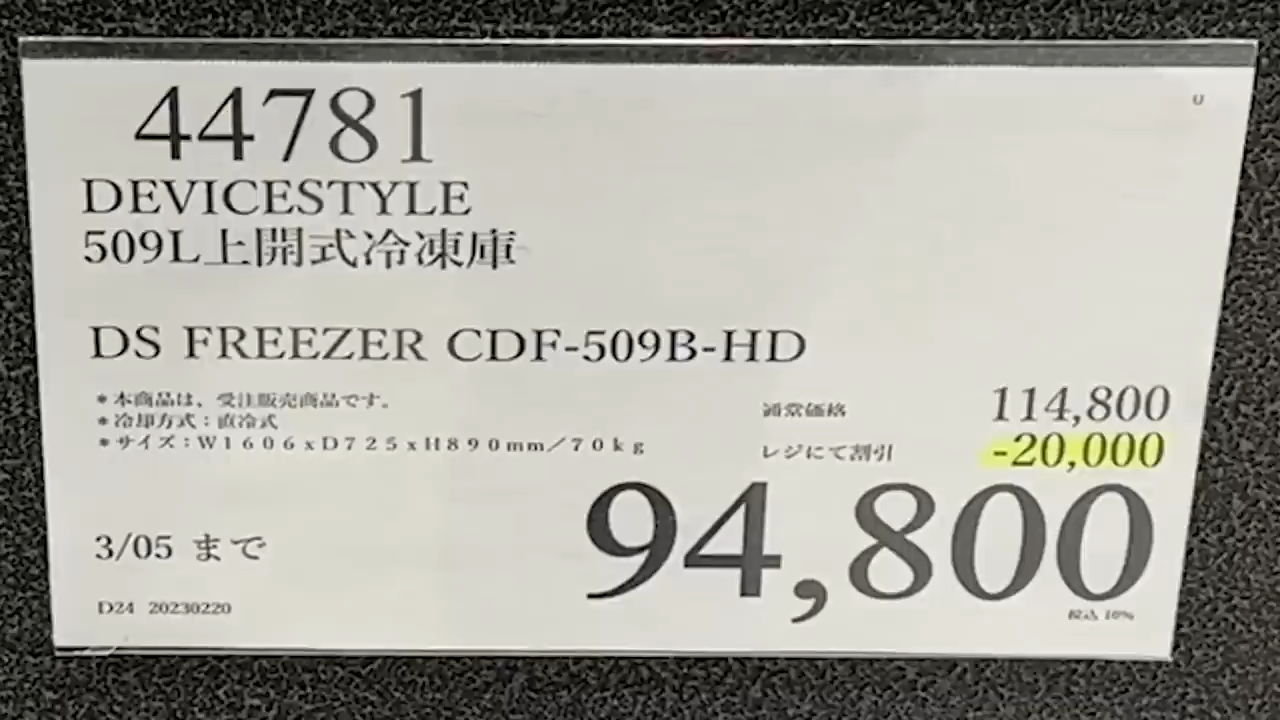 U
44781
DEVICESTYLE
509L上開式冷凍庫
DS FREEZER CDF-509B-HD
*本商品は、受注販売商品です。
*冷却方式：直冷式
*サイズ：W1606xD725xH890mm／70kg
通常価格 114,800
レジにて割引 -20,000
94,800
税込 10%
3/05 まで
D24 20230220